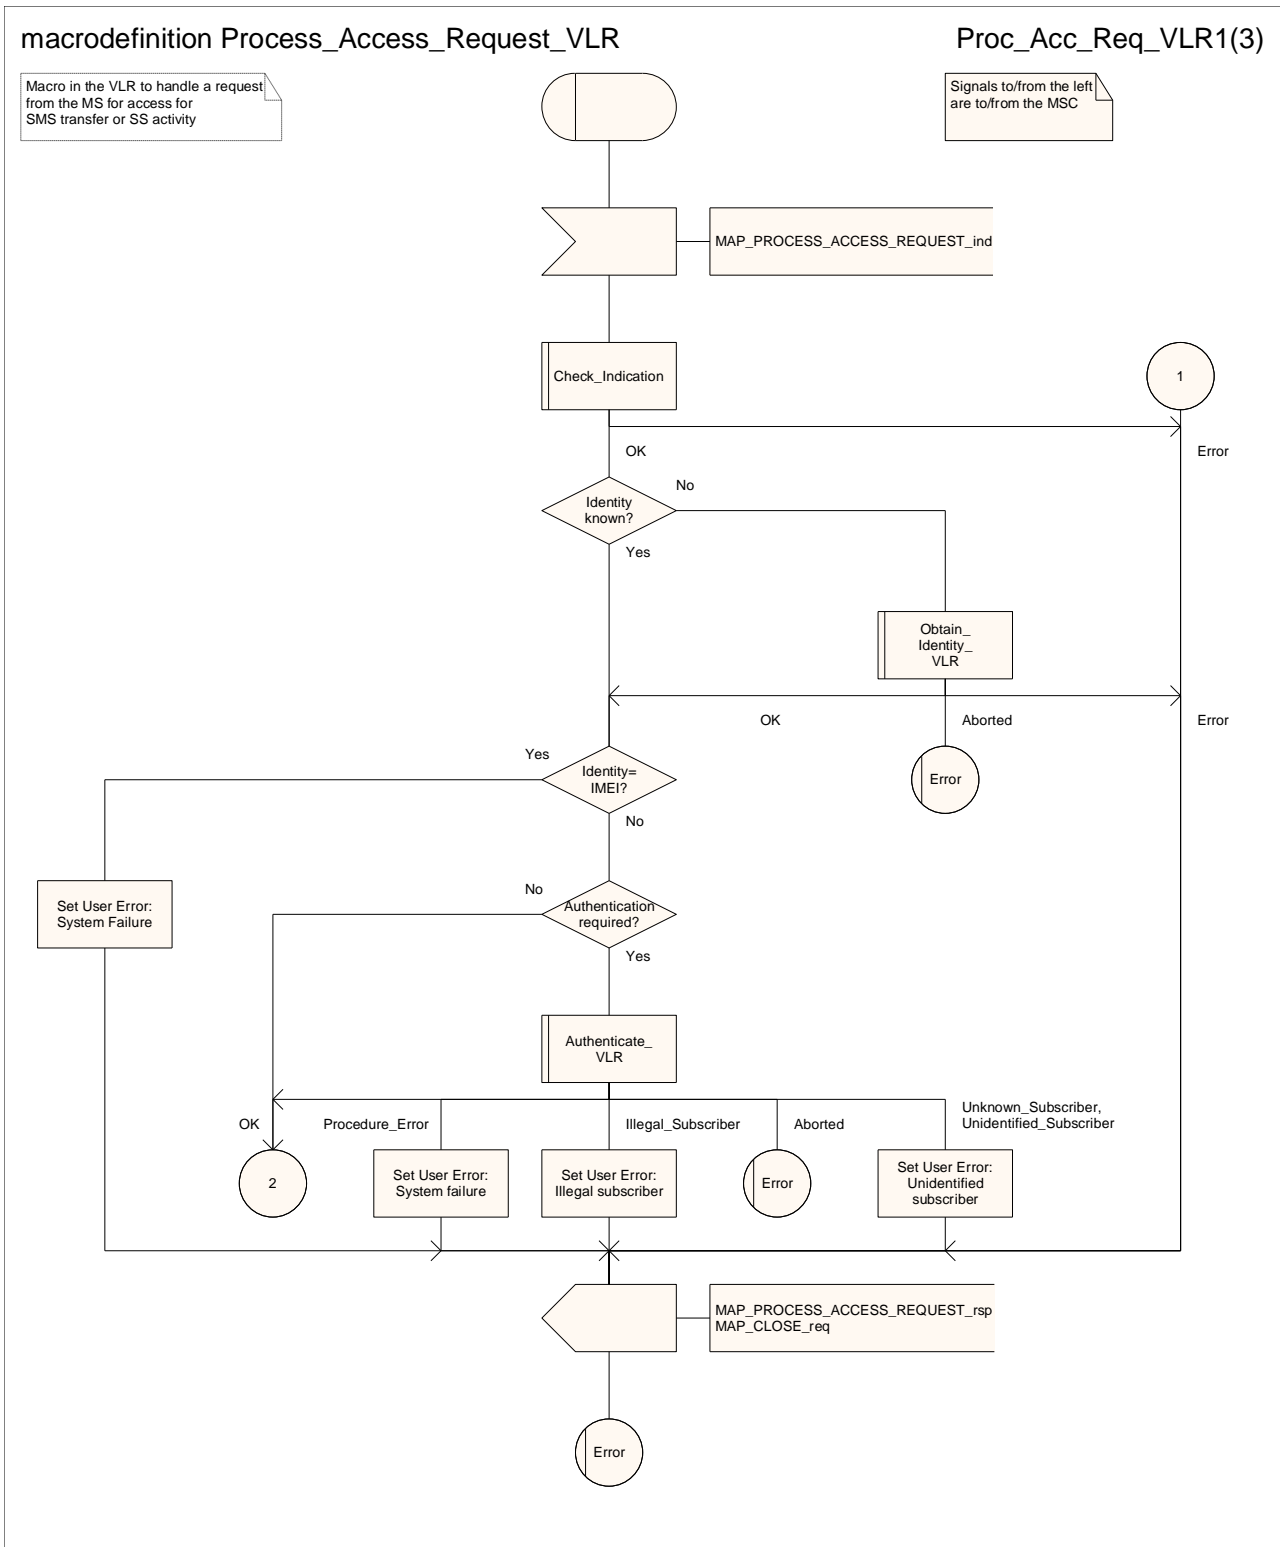 macrodefinition Process_Access_Request_VLR
Proc_Acc_Req_VLR1(3)
Macro in the VLR to handle a request
from the MS for access for
SMS transfer or SS activity
Signals to/from the left
are to/from the MSC
MAP_PROCESS_ACCESS_REQUEST_ind
Check_Indication
1
OK
Error
Identity
known?
No
Yes
Obtain_
Identity_
VLR
OK
Aborted
Error
Yes
Identity=
IMEI?
Error
No
Set User Error:
System Failure
No
Authentication
required?
Yes
Authenticate_
VLR
OK
Procedure_Error
Illegal_Subscriber
Aborted
Unknown_Subscriber,
Unidentified_Subscriber
2
Set User Error:
System failure
Set User Error:
Illegal subscriber
Error
Set User Error:
Unidentified
subscriber
MAP_PROCESS_ACCESS_REQUEST_rsp
MAP_CLOSE_req
Error